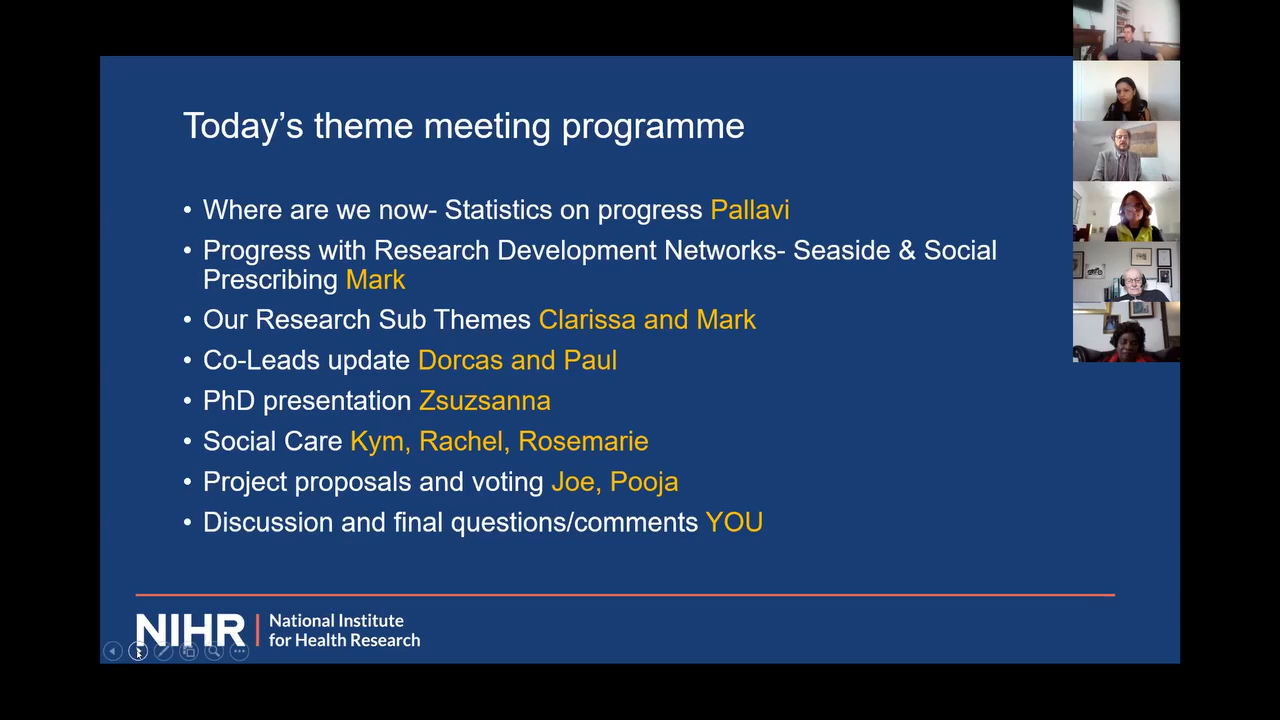 Today's theme meeting programme
• Where are we now- Statistics on progress Pallavi
• Progress with Research Development Networks- Seaside & Social
Prescribing Mark
• Our Research Sub Themes Clarissa and Mark
• Co-Leads update Dorcas and Paul
• PhD presentation Zsuzsanna
• Social Care Kym, Rachel, Rosemarie
• Project proposals and voting Joe, Pooja
• Discussion and final questions/comments YOU
NIHR | National Institute
for Health Research